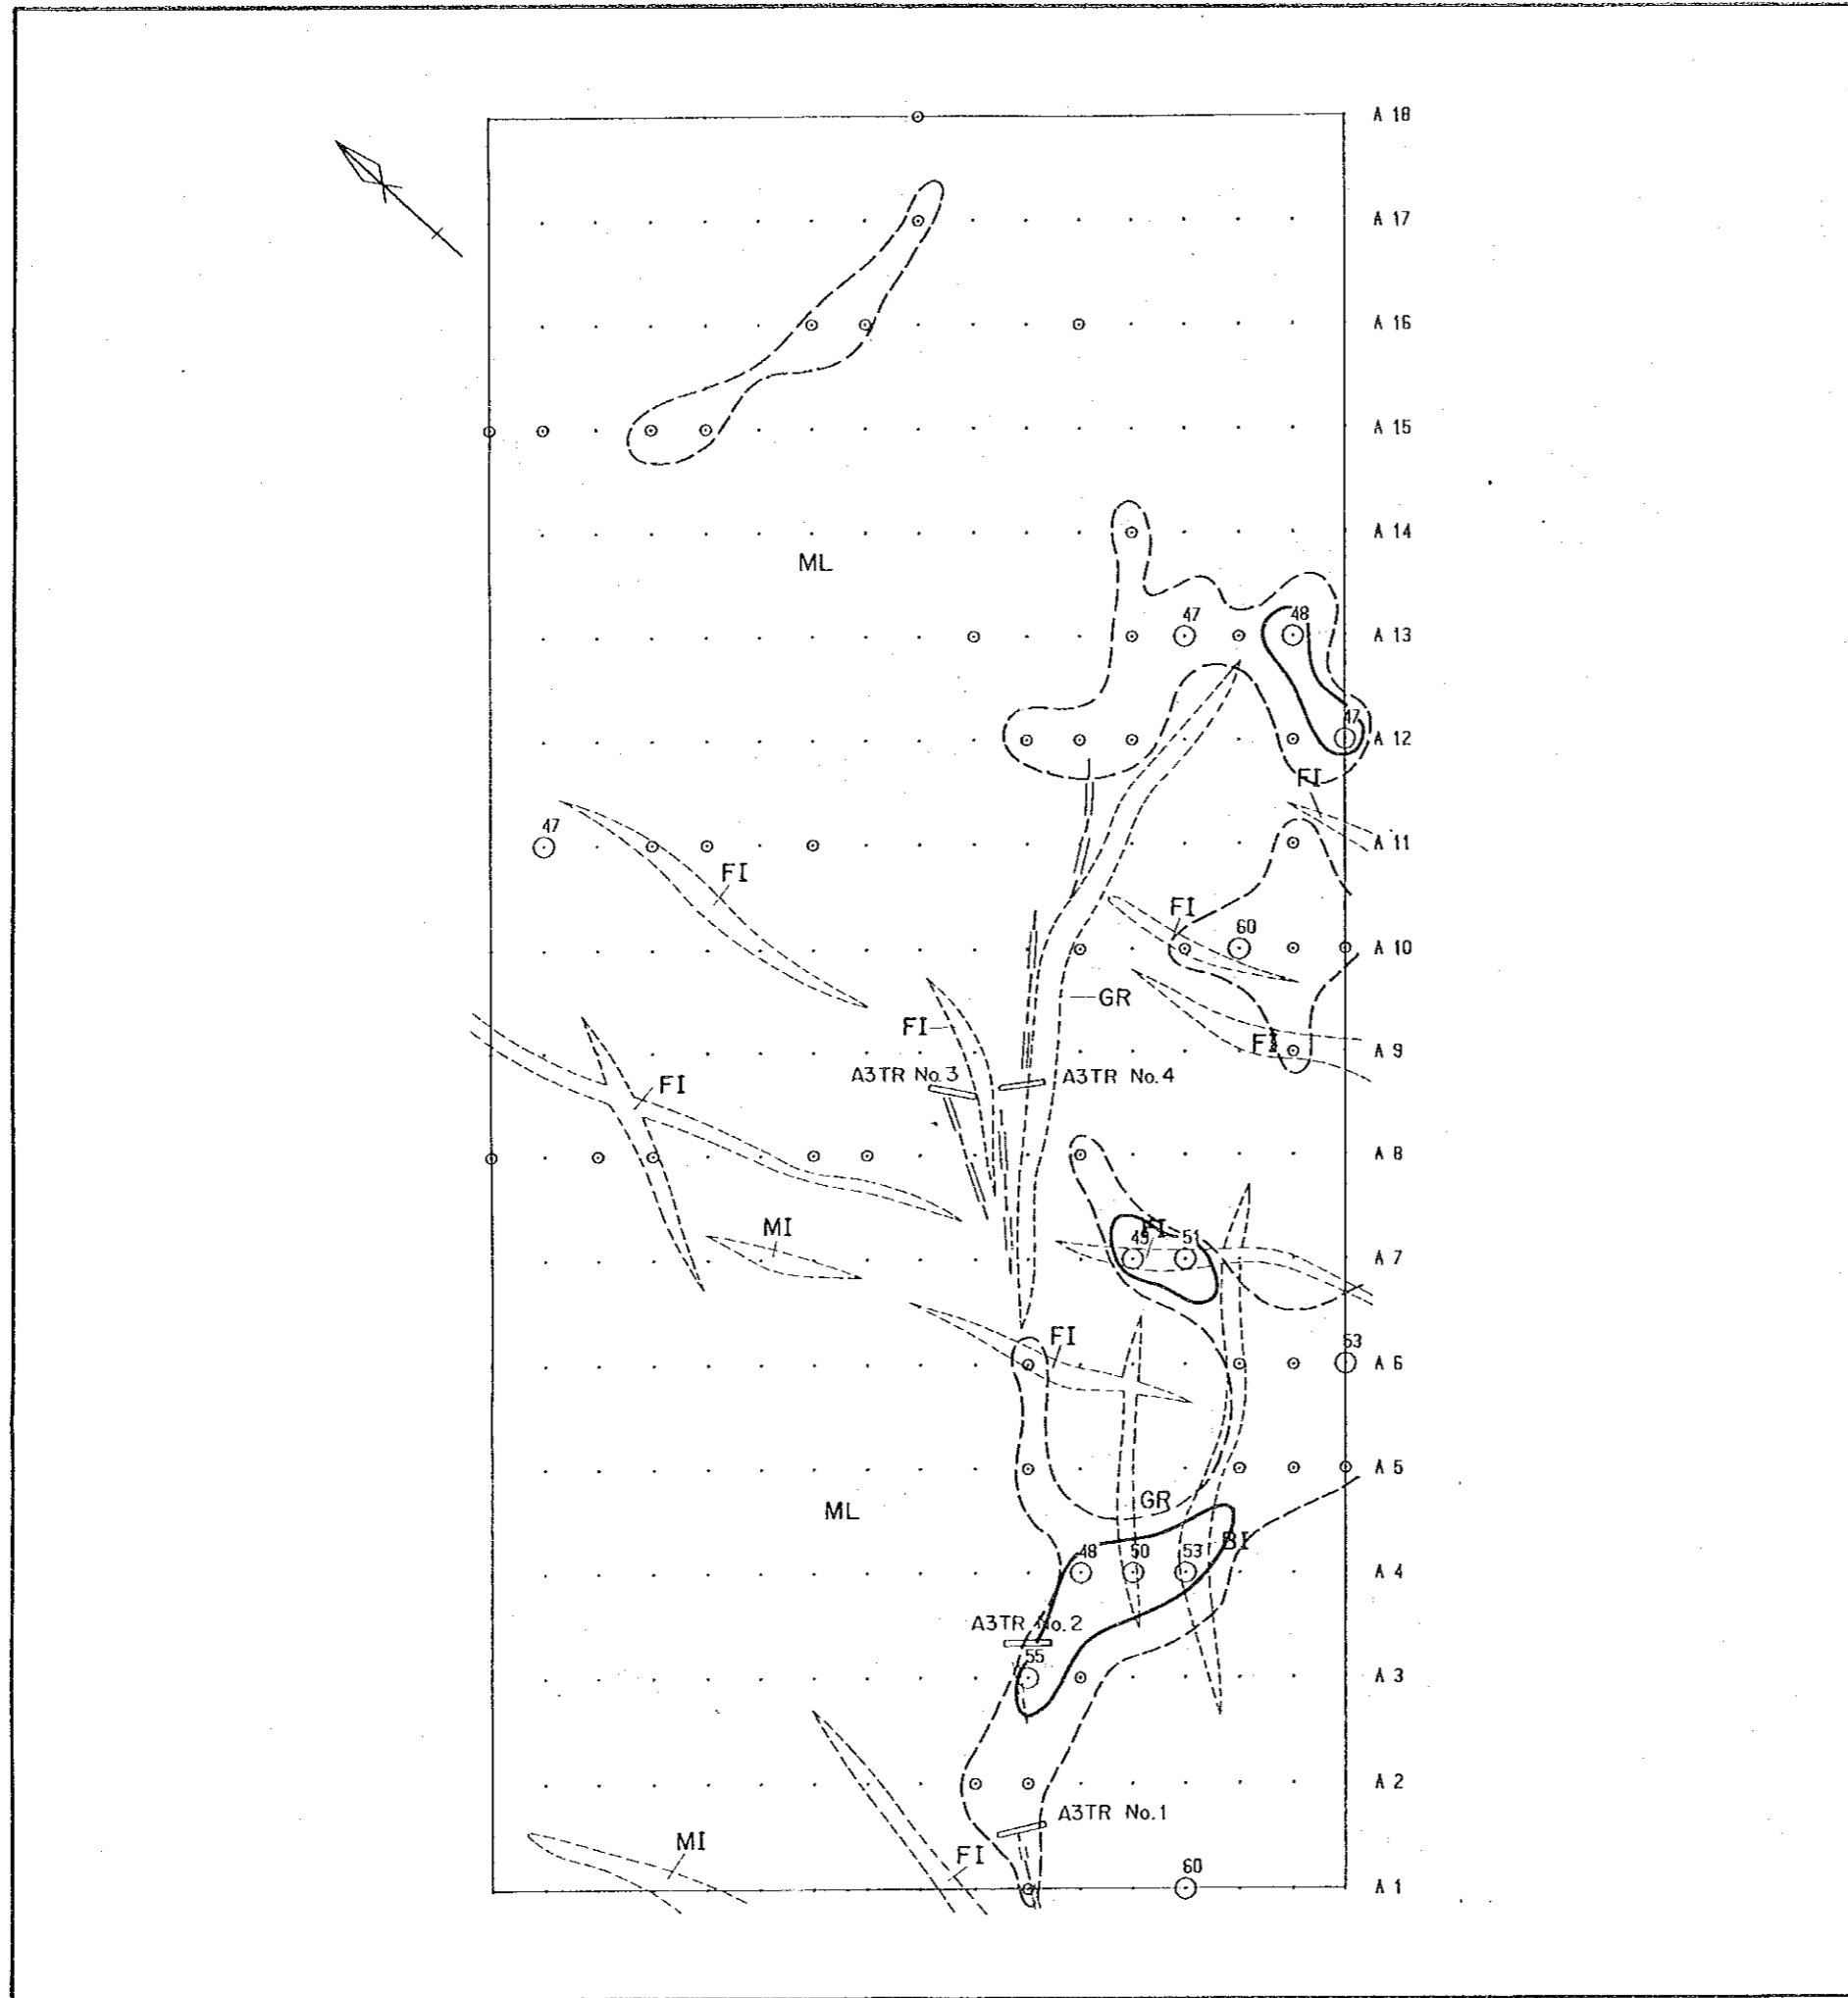 A 18
A 17
A 16
A 15
A 14
ML
47
48
A 13
47
A 12
FI
47
A 11
FI
FI
60
A 10
GR
FI
FI
A 9
A3TR No.3
A3TR No.4
FI
A 8
MI
FI
49 51
A 7
FI
53
A 6
A 5
GR
ML
BI
48 50 53
A 4
A3TR No.2
55
A 3
A 2
A3TR No.1
MI
FI
60
A 1